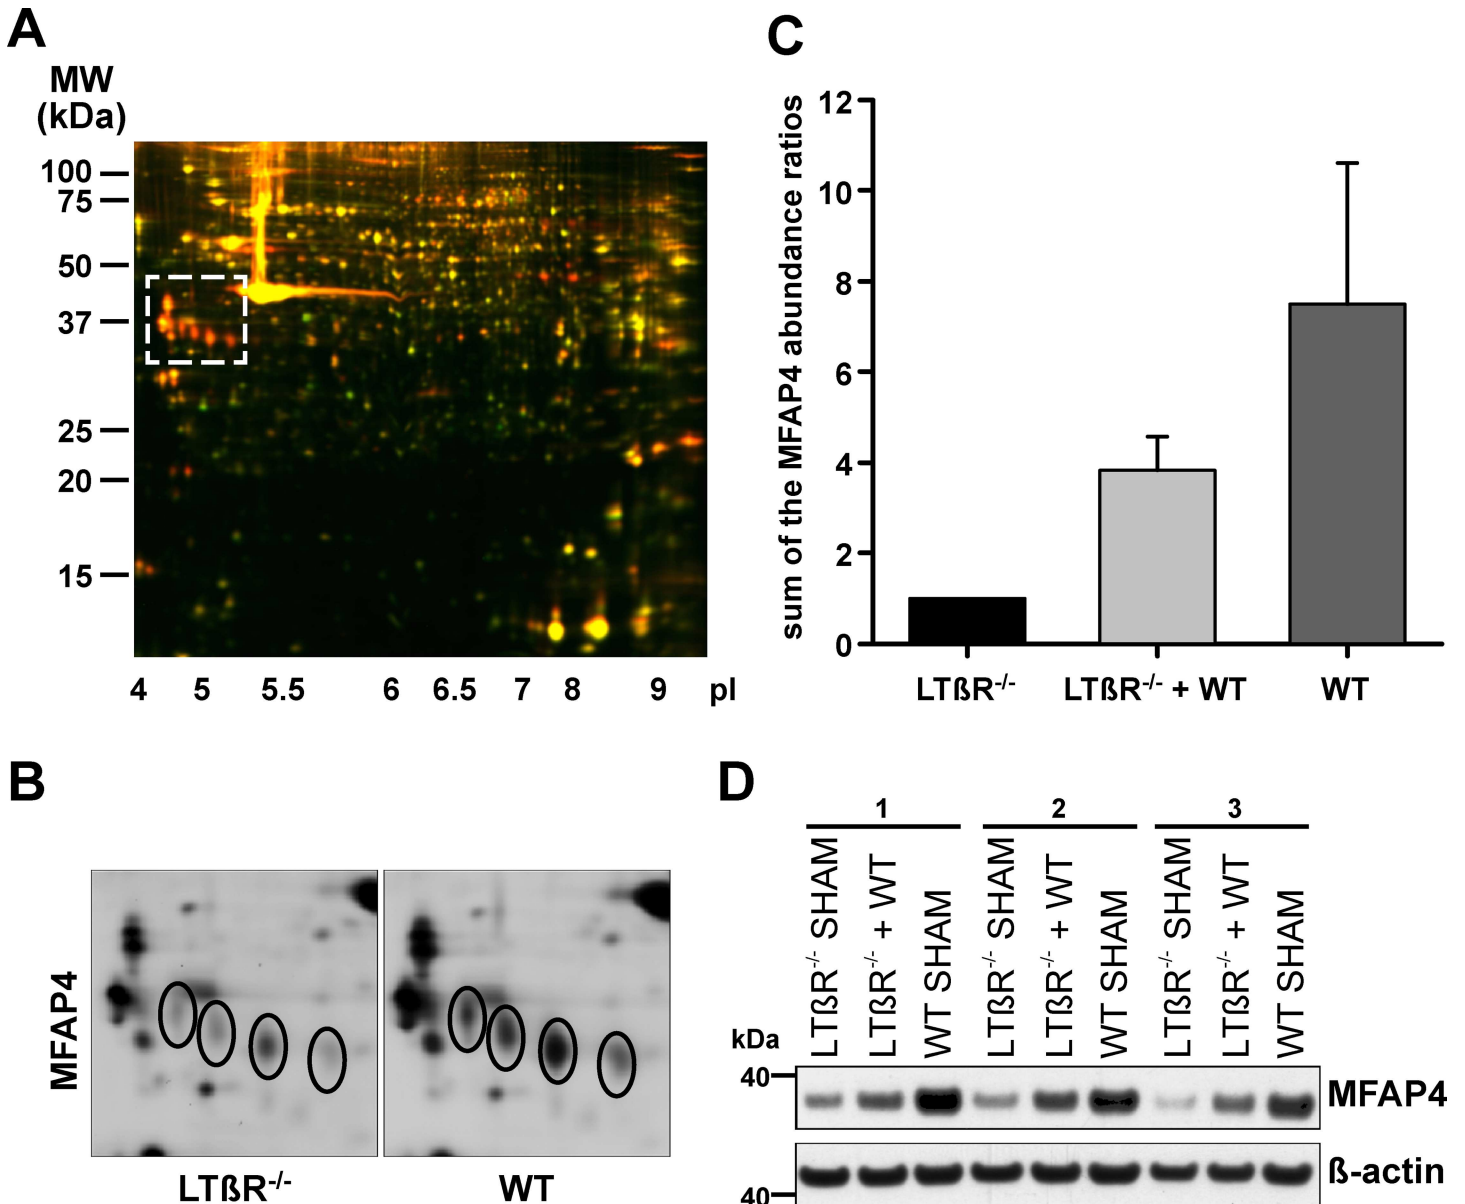 A
MW
(kDa)
100
75
50
37
25
20
15
4 5 5.5 6 6.5 7 8 9 pI
C
sum of the MFAP4 abundance ratios
12
10
8
6
4
2
0
LTßR-/- LTßR-/- + WT WT
B
MFAP4
LTßR-/- WT
D
1 2 3
LTßR-/- SHAM
LTßR-/- + WT
WT SHAM
LTßR-/- SHAM
LTßR-/- + WT
WT SHAM
LTßR-/- SHAM
LTßR-/- + WT
WT SHAM
kDa
40
MFAP4
ß-actin
40